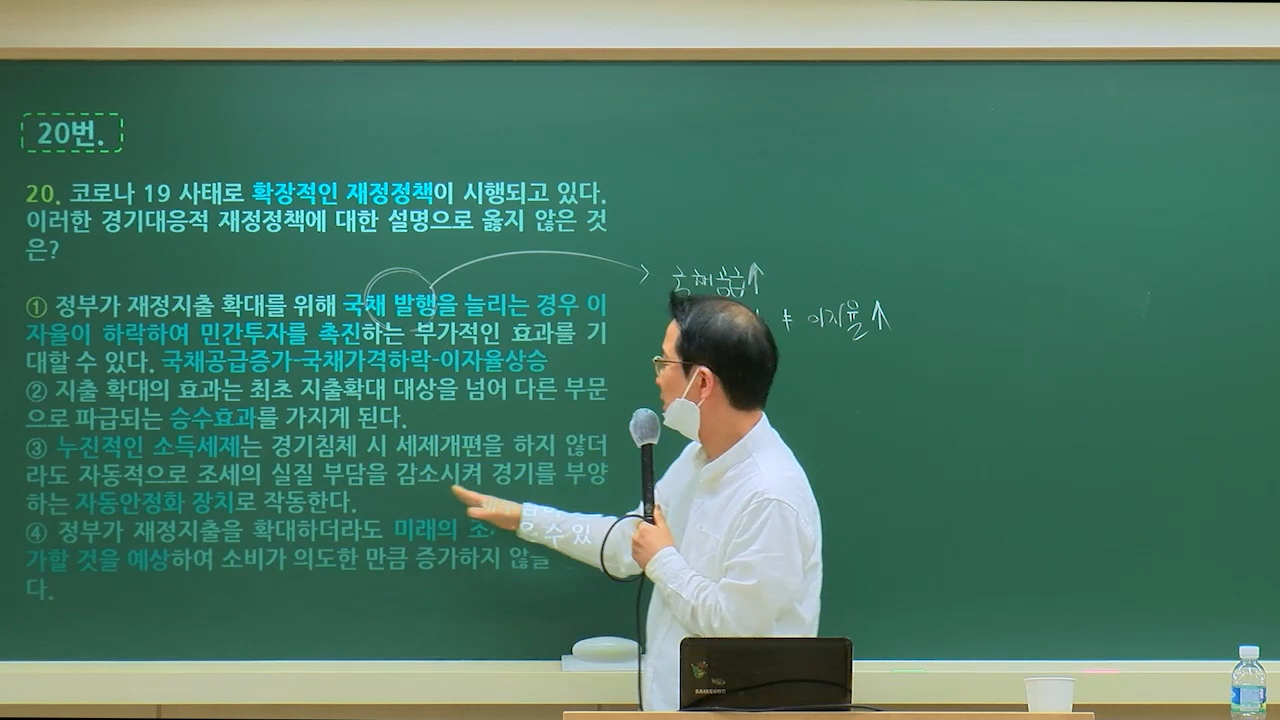 20번.
20. 코로나 19 사태로 확장적인 재정정책이 시행되고 있다.
이러한 경기대응적 재정정책에 대한 설명으로 옳지 않은 것
은?
① 정부가 재정지출 확대를 위해 국채 발행을 늘리는 경우 이
자율이 하락하여 민간투자를 촉진하는 부가적인 효과를 기
대할 수 있다. 국채공급증가-국채가격하락-이자율상승
② 지출 확대의 효과는 최초 지출확대 대상을 넘어 다른 부문
으로 파급되는 승수효과를 가지게 된다.
③ 누진적인 소득세제는 경기침체 시 세제개편을 하지 않더
라도 자동적으로 조세의 실질 부담을 감소시켜 경기를 부양
하는 자동안정화 장치로 작동한다.
④ 정부가 재정지출을 확대하더라도 미래의
가할 것을 예상하여 소비가 의도한 만큼 증가하지 않을 수 있
다.
국채공급↑
이자율↑
SAMSUNG